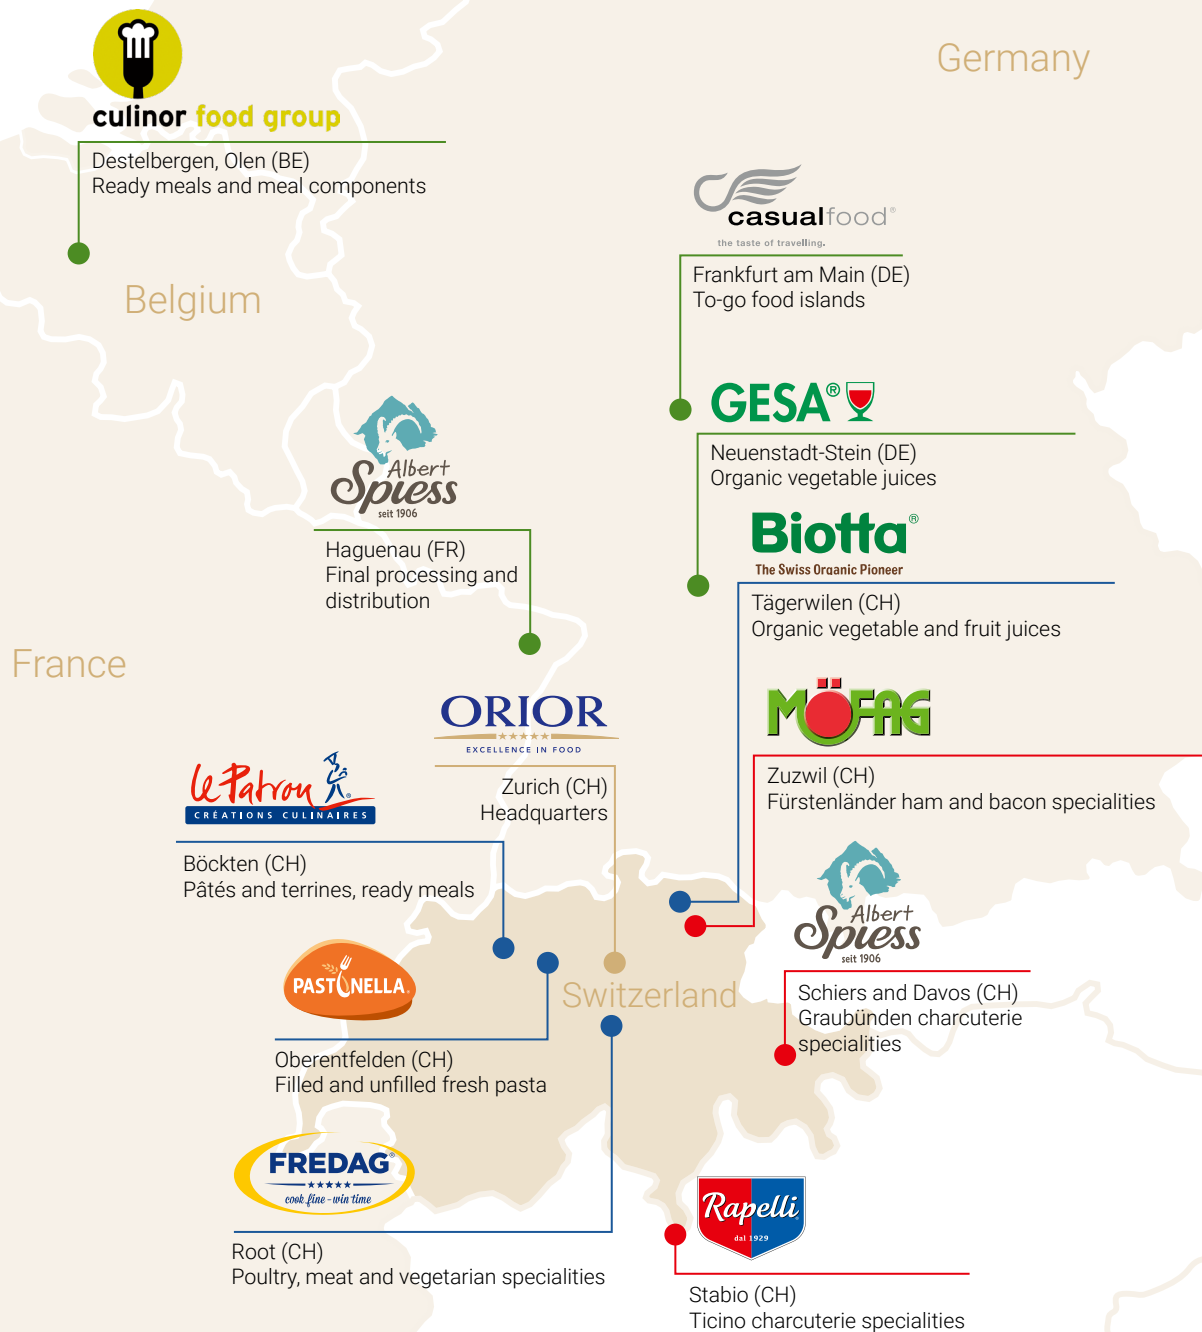 Germany
culinor food group
Destelbergen, Olen (BE)
Ready meals and meal components
casualfood®
the taste of travelling.
Frankfurt am Main (DE)
To-go food islands
Belgium
GESA®
Neuenstadt-Stein (DE)
Organic vegetable juices
Albert
Spiess
seit 1906
Haguenau (FR)
Final processing and
distribution
Biotta®
The Swiss Organic Pioneer
Tägerwilen (CH)
Organic vegetable and fruit juices
France
ORIOR
EXCELLENCE IN FOOD
Zurich (CH)
Headquarters
MÖFAG
Zuzwil (CH)
Fürstenländer ham and bacon specialities
le Patron®
CRÉATIONS CULINAIRES
Böckten (CH)
Pâtés and terrines, ready meals
Albert
Spiess
seit 1906
Schiers and Davos (CH)
Graubünden charcuterie
specialities
PASTINELLA
Switzerland
Oberentfelden (CH)
Filled and unfilled fresh pasta
FREDAG®
cook fine - win time
Root (CH)
Poultry, meat and vegetarian specialities
Rapelli
dal 1929
Stabio (CH)
Ticino charcuterie specialities